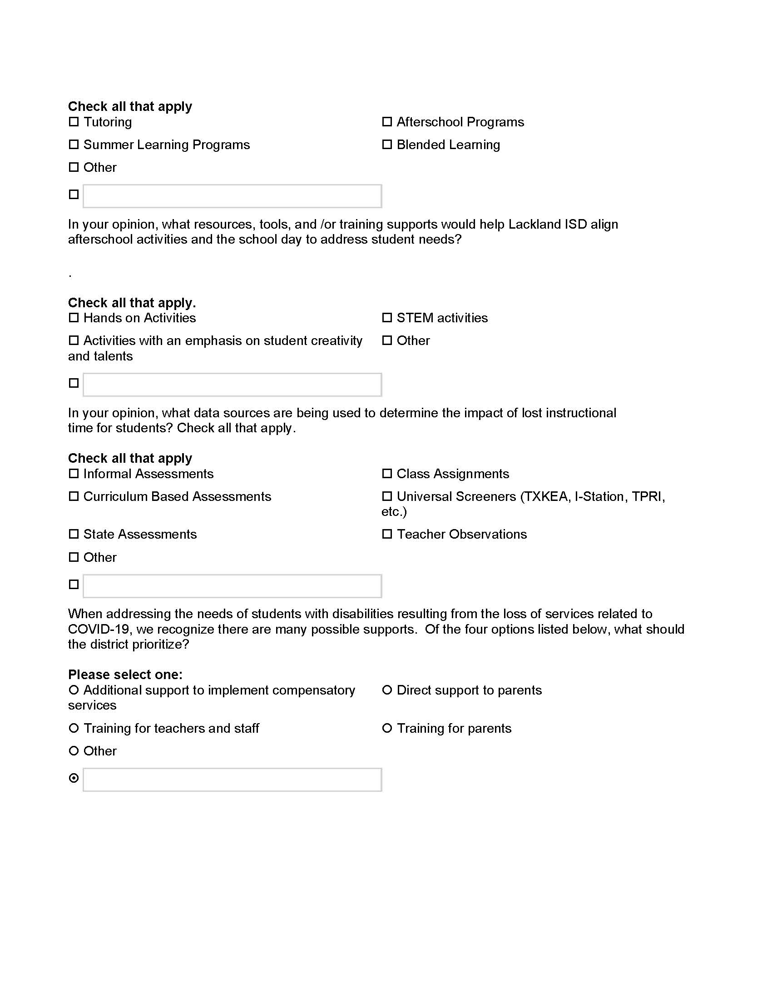 Check all that apply
☐ Tutoring
☐ Afterschool Programs
☐ Summer Learning Programs
☐ Blended Learning
☐ Other
☐
In your opinion, what resources, tools, and /or training supports would help Lackland ISD align
afterschool activities and the school day to address student needs?
.
Check all that apply.
☐ Hands on Activities
☐ STEM activities
☐ Activities with an emphasis on student creativity
and talents
☐ Other
☐
In your opinion, what data sources are being used to determine the impact of lost instructional
time for students? Check all that apply.
Check all that apply
☐ Informal Assessments
☐ Class Assignments
☐ Curriculum Based Assessments
☐ Universal Screeners (TXKEA, I-Station, TPRI,
etc.)
☐ State Assessments
☐ Teacher Observations
☐ Other
☐
When addressing the needs of students with disabilities resulting from the loss of services related to
COVID-19, we recognize there are many possible supports.  Of the four options listed below, what should
the district prioritize?
Please select one:
○ Additional support to implement compensatory
services
○ Direct support to parents
○ Training for teachers and staff
○ Training for parents
○ Other
⊙